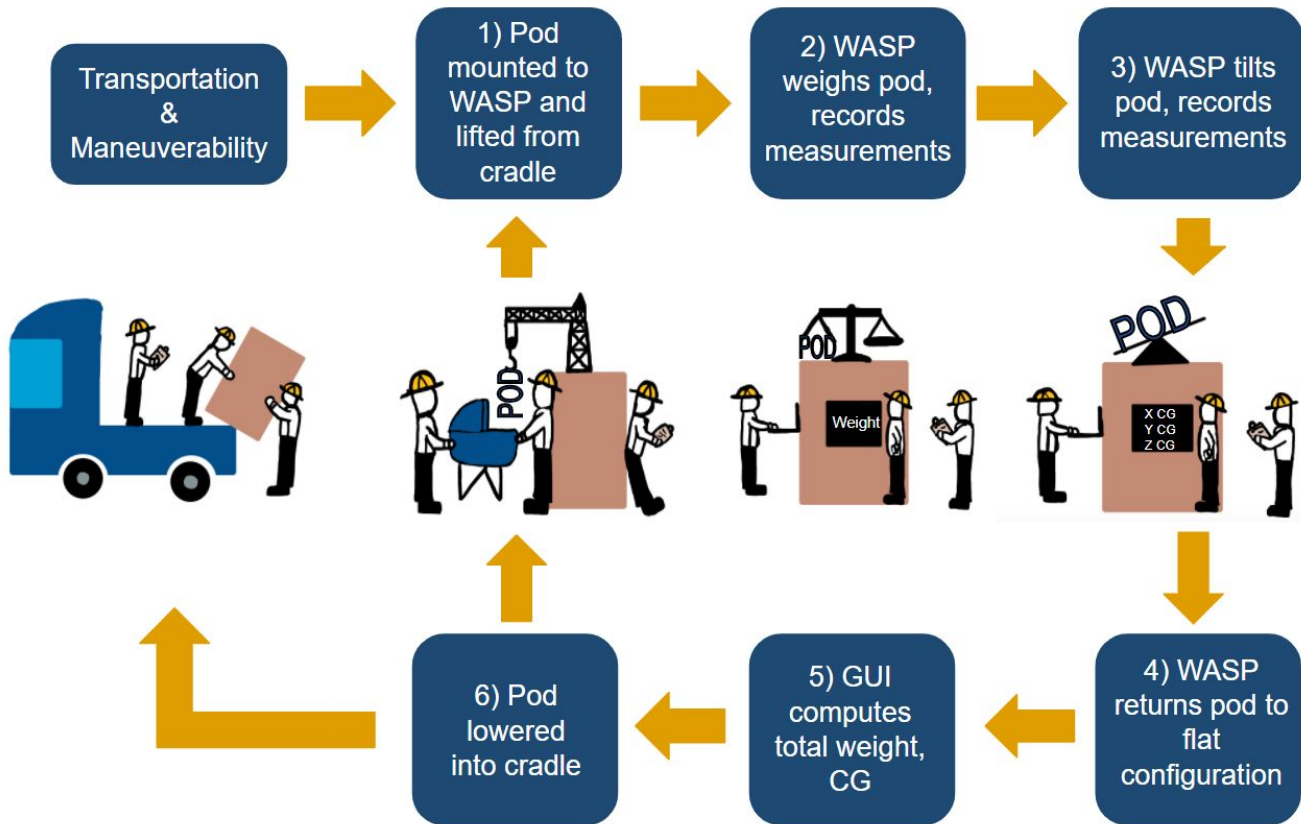 Transportation
&
Maneuverability
1) Pod
mounted to
WASP and
lifted from
cradle
2) WASP
weighs pod,
records
measurements
3) WASP tilts
pod, records
measurements
POD
POD
Weight
POD
X CG
Y CG
Z CG
6) Pod
lowered
into cradle
5) GUI
computes
total weight,
CG
4) WASP
returns pod to
flat
configuration